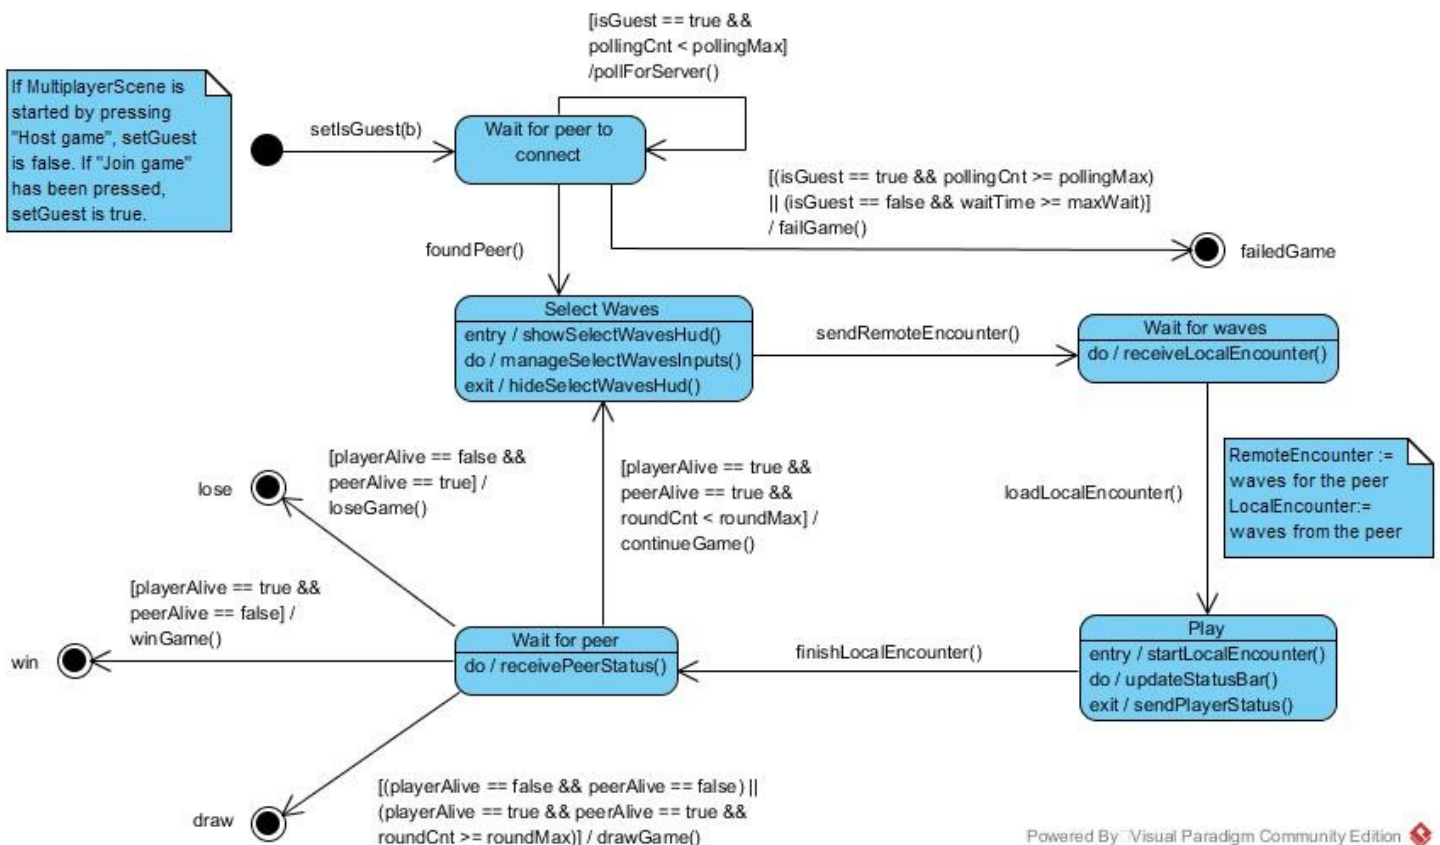 [isGuest == true &&
pollingCnt < pollingMax]
/pollForServer()
If MultiplayerScene is
started by pressing
"Host game", setGuest
is false. If "Join game"
has been pressed,
setGuest is true.
setIsGuest(b)
Wait for peer to
connect
[(isGuest == true && pollingCnt >= pollingMax)
|| (isGuest == false && waitTime >= maxWait)]
/ failGame()
foundPeer()
failedGame
Select Waves
entry / showSelectWavesHud()
do / manageSelectWavesInputs()
exit / hideSelectWavesHud()
sendRemoteEncounter()
Wait for waves
do / receiveLocalEncounter()
RemoteEncounter :=
waves for the peer
LocalEncounter:=
waves from the peer
loadLocalEncounter()
lose
[playerAlive == false &&
peerAlive == true] /
loseGame()
[playerAlive == true &&
peerAlive == true &&
roundCnt < roundMax] /
continueGame()
[playerAlive == true &&
peerAlive == false] /
winGame()
win
Wait for peer
do / receivePeerStatus()
finishLocalEncounter()
Play
entry / startLocalEncounter()
do / updateStatusBar()
exit / sendPlayerStatus()
draw
[(playerAlive == false && peerAlive == false) ||
(playerAlive == true && peerAlive == true &&
roundCnt >= roundMax)] / drawGame()
Powered By Visual Paradigm Community Edition